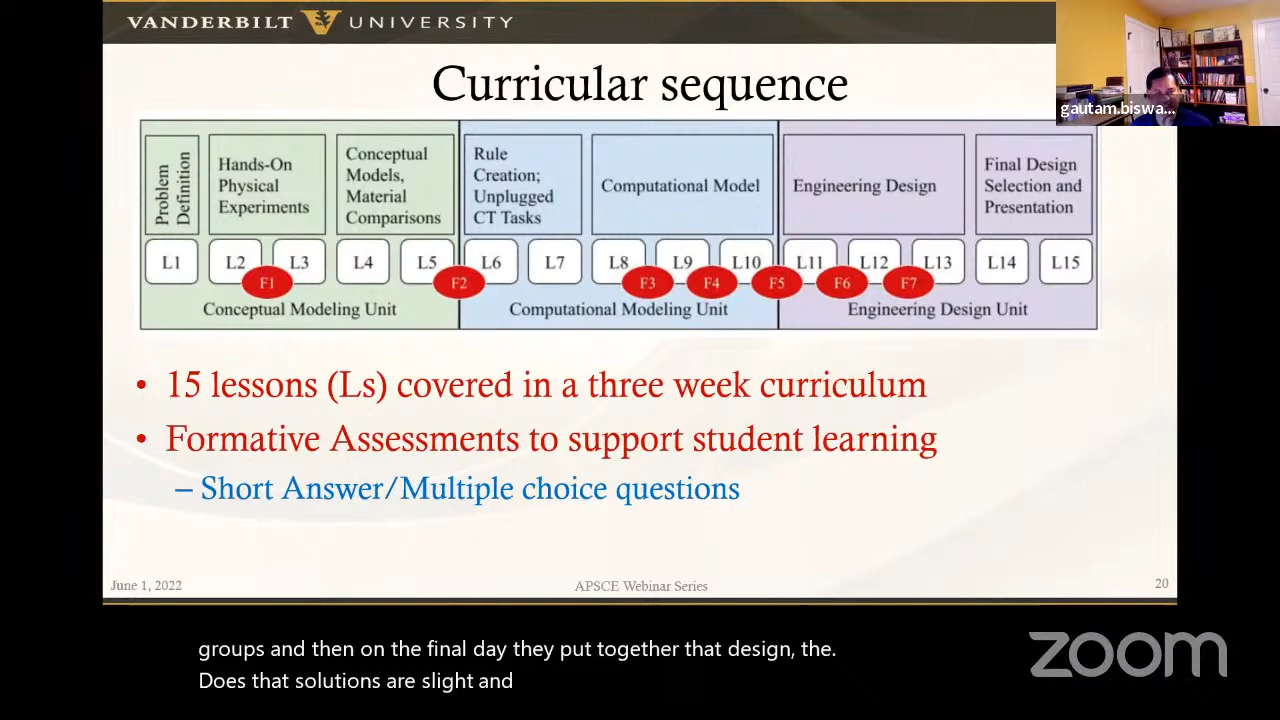 VANDERBILT V UNIVERSITY
Curricular sequence
gautam.biswa...
Problem
Definition
Hands-On
Physical
Experiments
Conceptual
Models,
Material
Comparisons
Rule
Creation;
Unplugged
CT Tasks
Computational Model
Engineering Design
Final Design
Selection and
Presentation
L1 L2 L3 L4 L5 L6 L7 L8 L9 L10 L11 L12 L13 L14 L15
F1 F2 F3 F4 F5 F6 F7
Conceptual Modeling Unit
Computational Modeling Unit
Engineering Design Unit
• 15 lessons (Ls) covered in a three week curriculum
• Formative Assessments to support student learning
– Short Answer/Multiple choice questions
June 1, 2022
APSCE Webinar Series
20
groups and then on the final day they put together that design, the.
Does that solutions are slight and
zoom